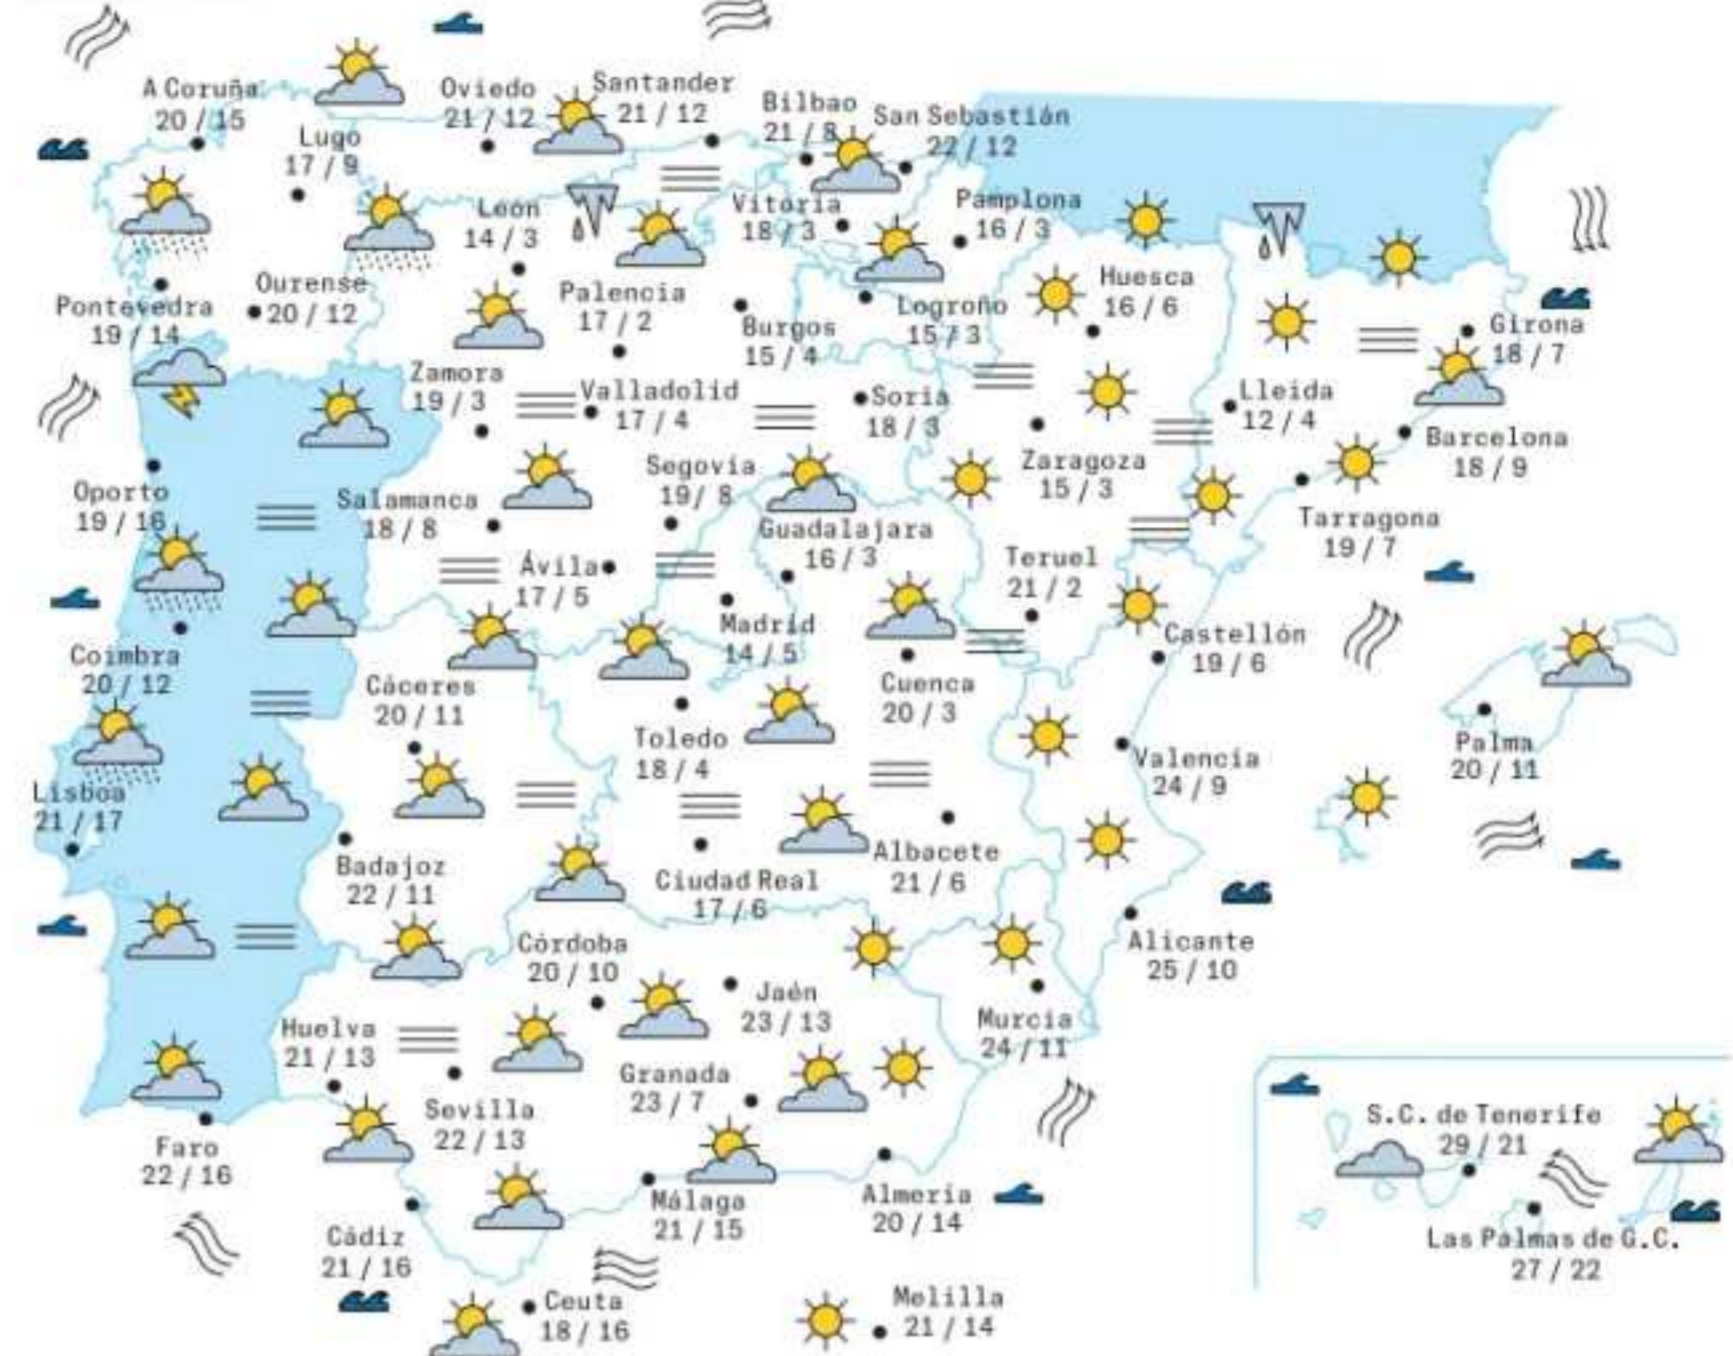 A Coruña
20 / 15
Lugo
17 / 9
Oviedo
21 / 12
Santander
21 / 12
Bilbao
21 / 8
San Sebastián
22 / 12
León
14 / 3
Vitoria
18 / 3
Pamplona
16 / 3
Pontevedra
19 / 14
Ourense
20 / 12
Palencia
17 / 2
Burgos
15 / 4
Logroño
15 / 3
Huesca
16 / 6
Girona
18 / 7
Zamora
19 / 3
Valladolid
17 / 4
Soria
18 / 3
Lleida
12 / 4
Barcelona
18 / 9
Oporto
19 / 16
Salamanca
18 / 8
Segovia
19 / 8
Guadalajara
16 / 3
Zaragoza
15 / 3
Tarragona
19 / 7
Ávila
17 / 5
Teruel
21 / 2
Coimbra
20 / 12
Madrid
14 / 5
Castellón
19 / 6
Cáceres
20 / 11
Toledo
18 / 4
Cuenca
20 / 3
Valencia
24 / 9
Palma
20 / 11
Lisboa
21 / 17
Badajoz
22 / 11
Ciudad Real
17 / 6
Albacete
21 / 6
Alicante
25 / 10
Córdoba
20 / 10
Jaén
23 / 13
Murcia
24 / 11
Huelva
21 / 13
Sevilla
22 / 13
Granada
23 / 7
Faro
22 / 16
Cádiz
21 / 16
Málaga
21 / 15
Almería
20 / 14
S.C. de Tenerife
29 / 21
Las Palmas de G.C.
27 / 22
Ceuta
18 / 16
Melilla
21 / 14